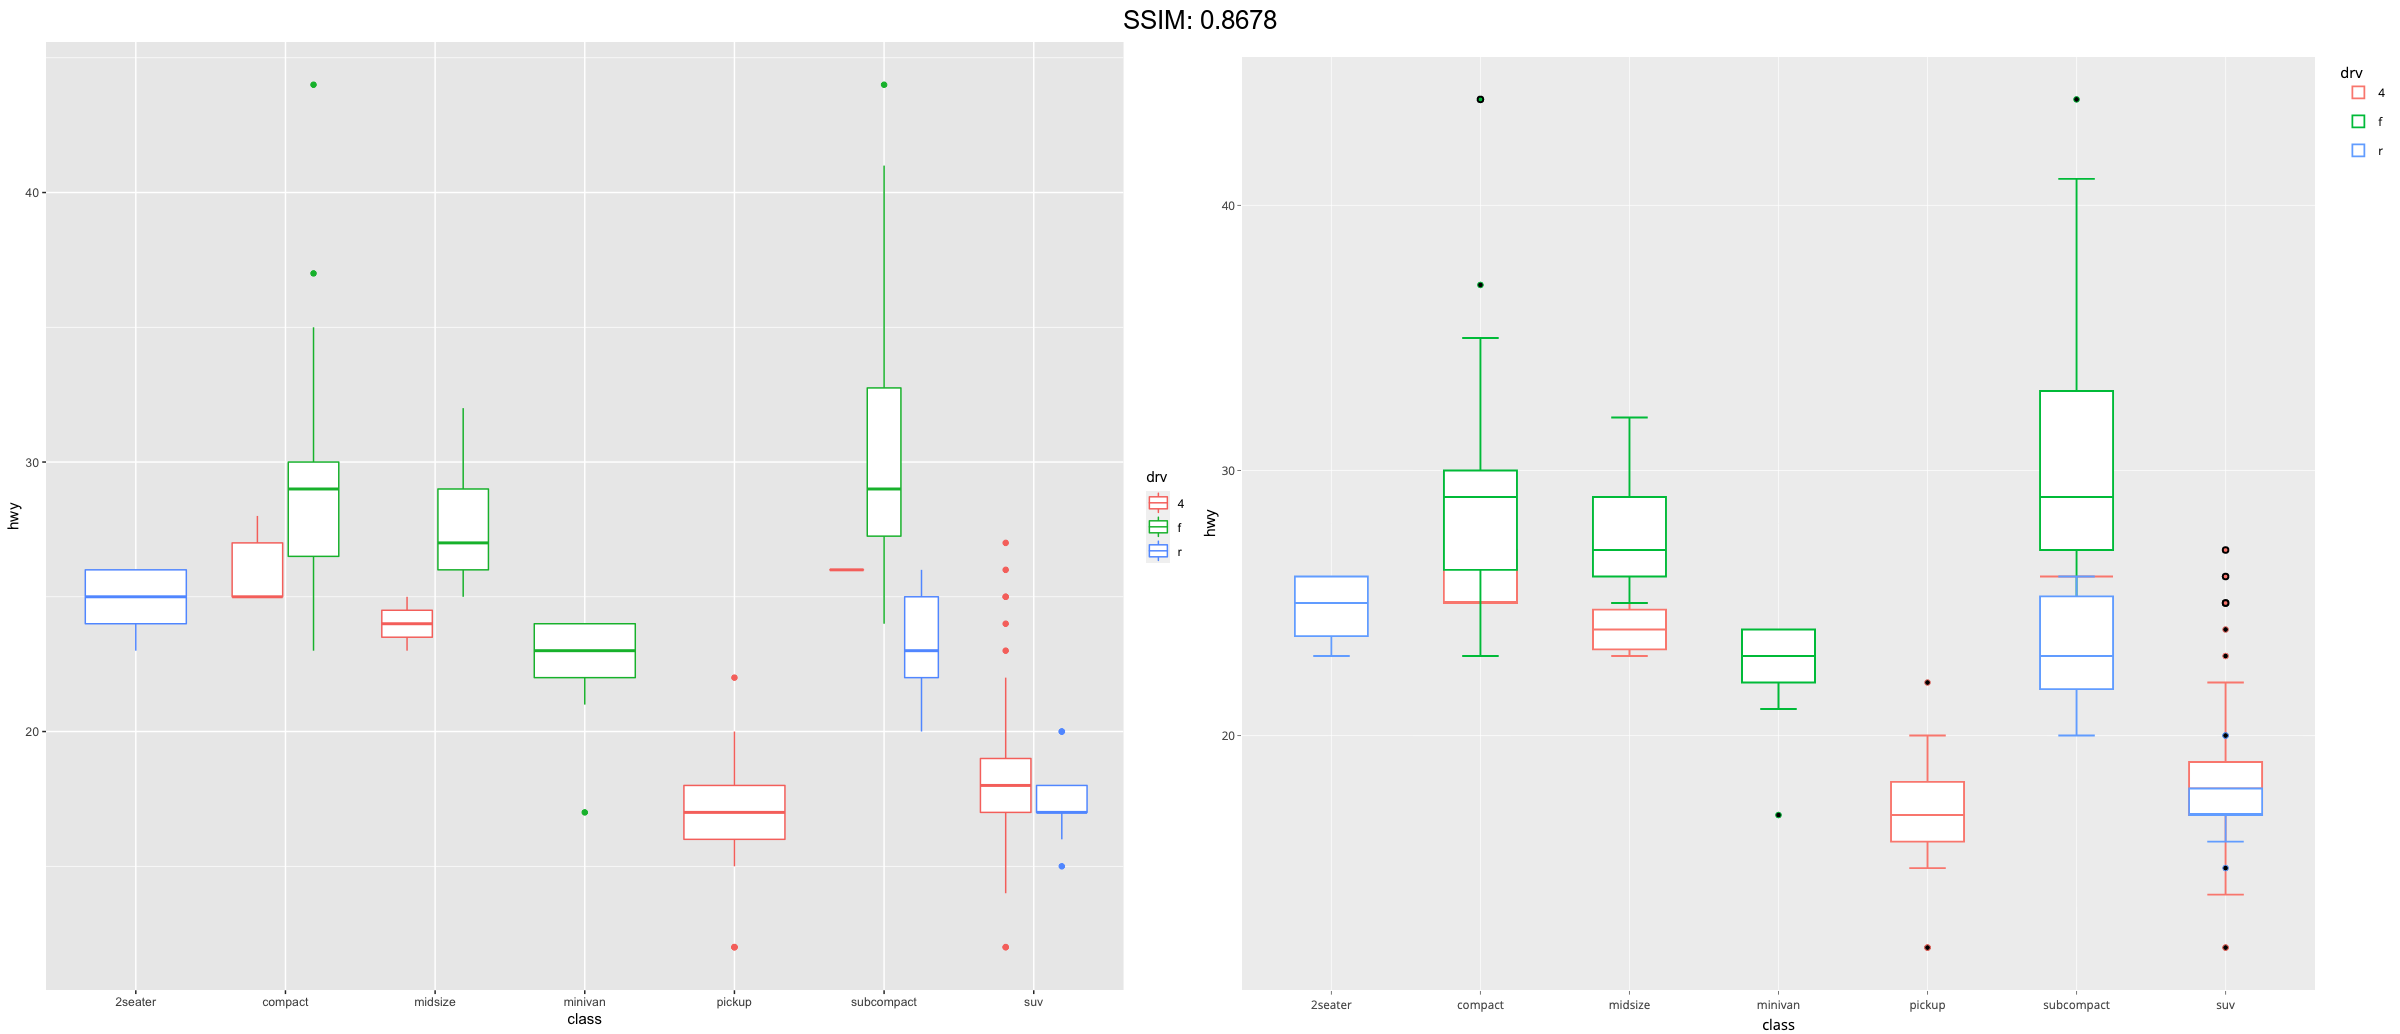 SSIM: 0.8678
hwy
40
30
20
2seater compact midsize minivan pickup subcompact suv
class
drv
4
f
r
hwy
40
30
20
2seater compact midsize minivan pickup subcompact suv
class
drv
4
f
r